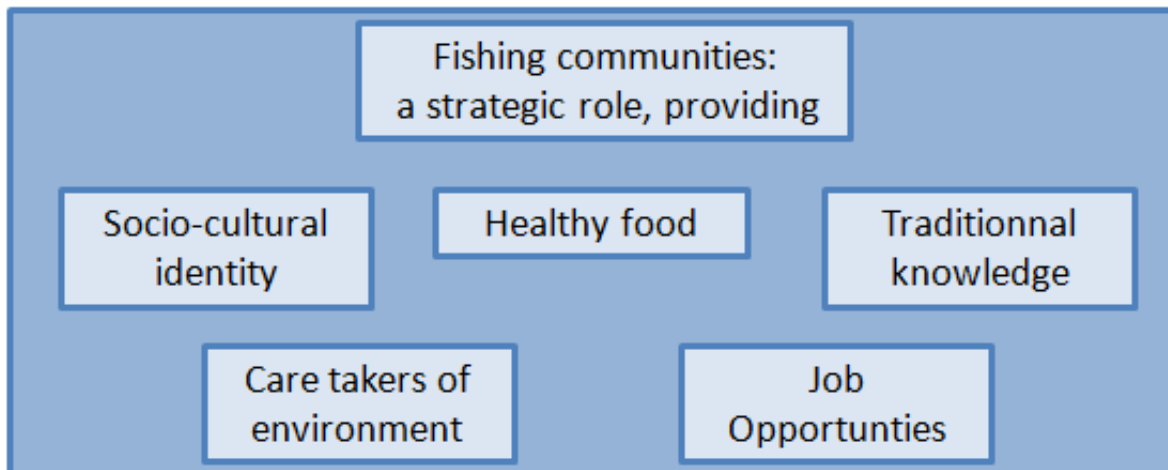 Fishing communities:
a strategic role, providing
Socio-cultural
identity
Healthy food
Traditionnal
knowledge
Care takers of
environment
Job
Opportunties